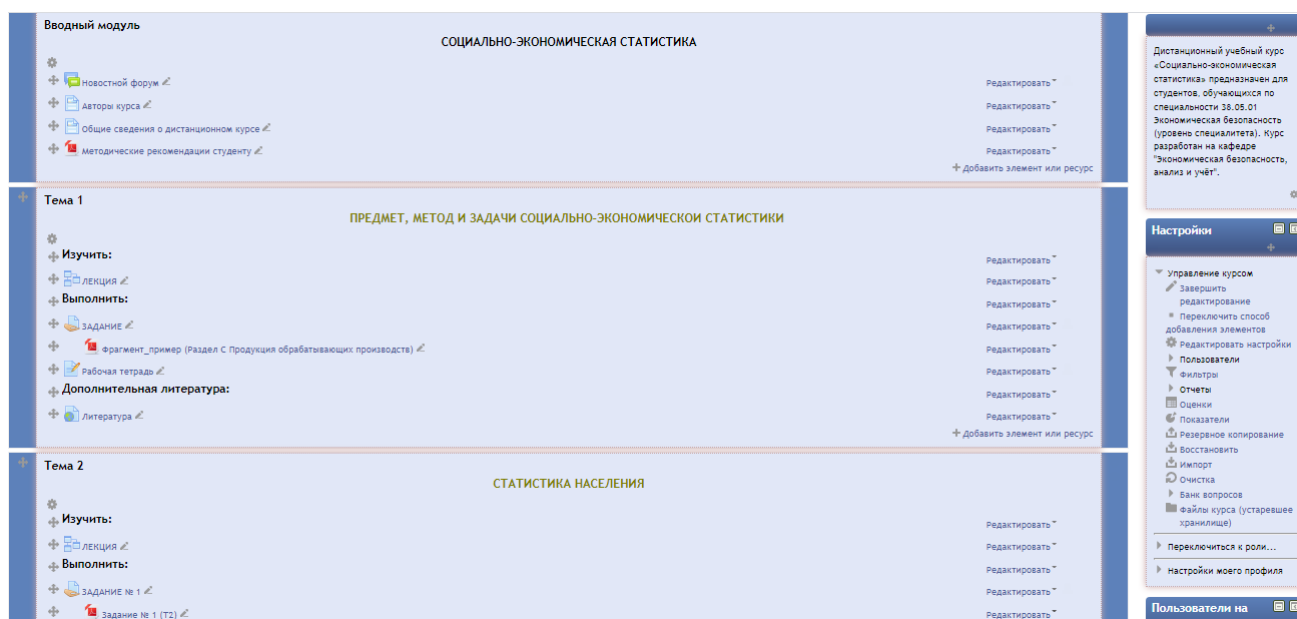 Вводный модуль
СОЦИАЛЬНО-ЭКОНОМИЧЕСКАЯ СТАТИСТИКА
Новостной форум
Редактировать
Авторы курса
Редактировать
Общие сведения о дистанционном курсе
Редактировать
Методические рекомендации студенту
Редактировать
Добавить элемент или ресурс
Тема 1
ПРЕДМЕТ, МЕТОД И ЗАДАЧИ СОЦИАЛЬНО-ЭКОНОМИЧЕСКОЙ СТАТИСТИКИ
Изучить:
Редактировать
ЛЕКЦИЯ
Редактировать
Выполнить:
Редактировать
ЗАДАНИЕ
Редактировать
Фрагмент_пример (Раздел С Продукция обрабатывающих производств)
Редактировать
Рабочая тетрадь
Редактировать
Дополнительная литература:
Редактировать
Литература
Редактировать
Добавить элемент или ресурс
Тема 2
СТАТИСТИКА НАСЕЛЕНИЯ
Изучить:
Редактировать
ЛЕКЦИЯ
Редактировать
Выполнить:
Редактировать
ЗАДАНИЕ № 1
Редактировать
Задание № 1 (Т2)
Редактировать
Дистанционный учебный курс
«Социально-экономическая
статистика» предназначен для
студентов, обучающихся по
специальности 38.05.01
Экономическая безопасность
(уровень специалитета). Курс
разработан на кафедре
"Экономическая безопасность,
анализ и учёт".
Настройки
Управление курсом
Завершить
редактирование
Переключить способ
добавления элементов
Редактировать настройки
Пользователи
Фильтры
Отчеты
Оценки
Показатели
Резервное копирование
Восстановить
Импорт
Очистка
Банк вопросов
Файлы курса (устаревшее
хранилище)
Переключиться к роли...
Настройки моего профиля
Пользователи на